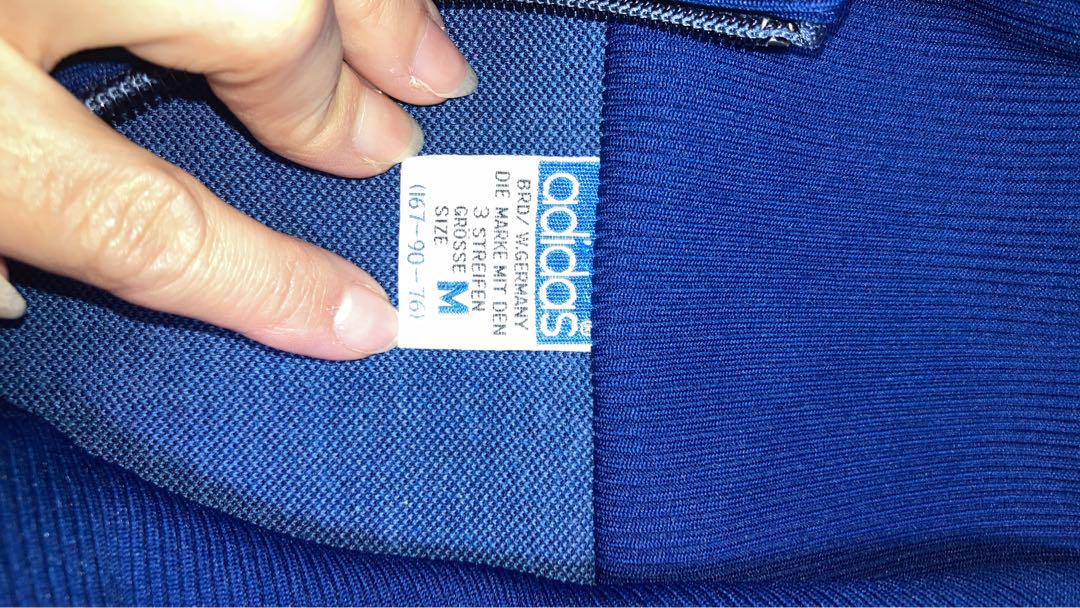 adidas®
BRD/W.GERMANY
DIE MARKE MIT DEN
3 STREIFEN
GRÖSSE M
SIZE
(167-90-76)